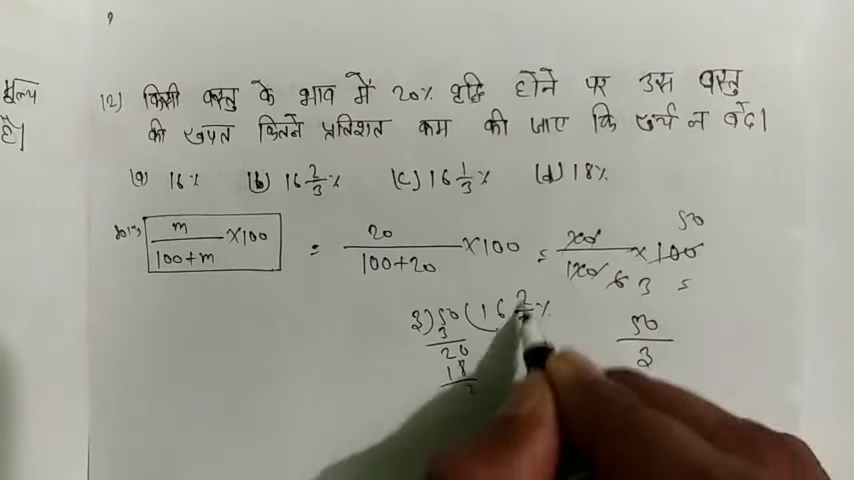 मूल्य
है।
(2) किसी वस्तु के भाव में 20% वृद्धि होने पर उस वस्तु
की खपत कितने प्रतिशत कम की जाए कि खर्च न बढे।
(a) 16% (b) 16 2/3 % (c) 16 1/3 % (d) 18%
m / 100+m × 100 = 20 / 100+20 × 100 = 20 / 120 × 100
50
6 3
3) 50 ( 16 2/3 %
3
20
18
2
50 / 3